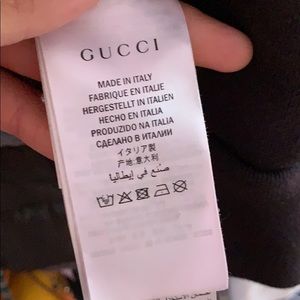 GUCCI
MADE IN ITALY
FABRIQUE EN ITALIE
HERGESTELLT IN ITALIEN
HECHO EN ITALIA
PRODUZIDO NA ITALIA
СДЕЛАНО В ИТАЛИИ
イタリア製
产地:意大利
صنع في إيطاليا